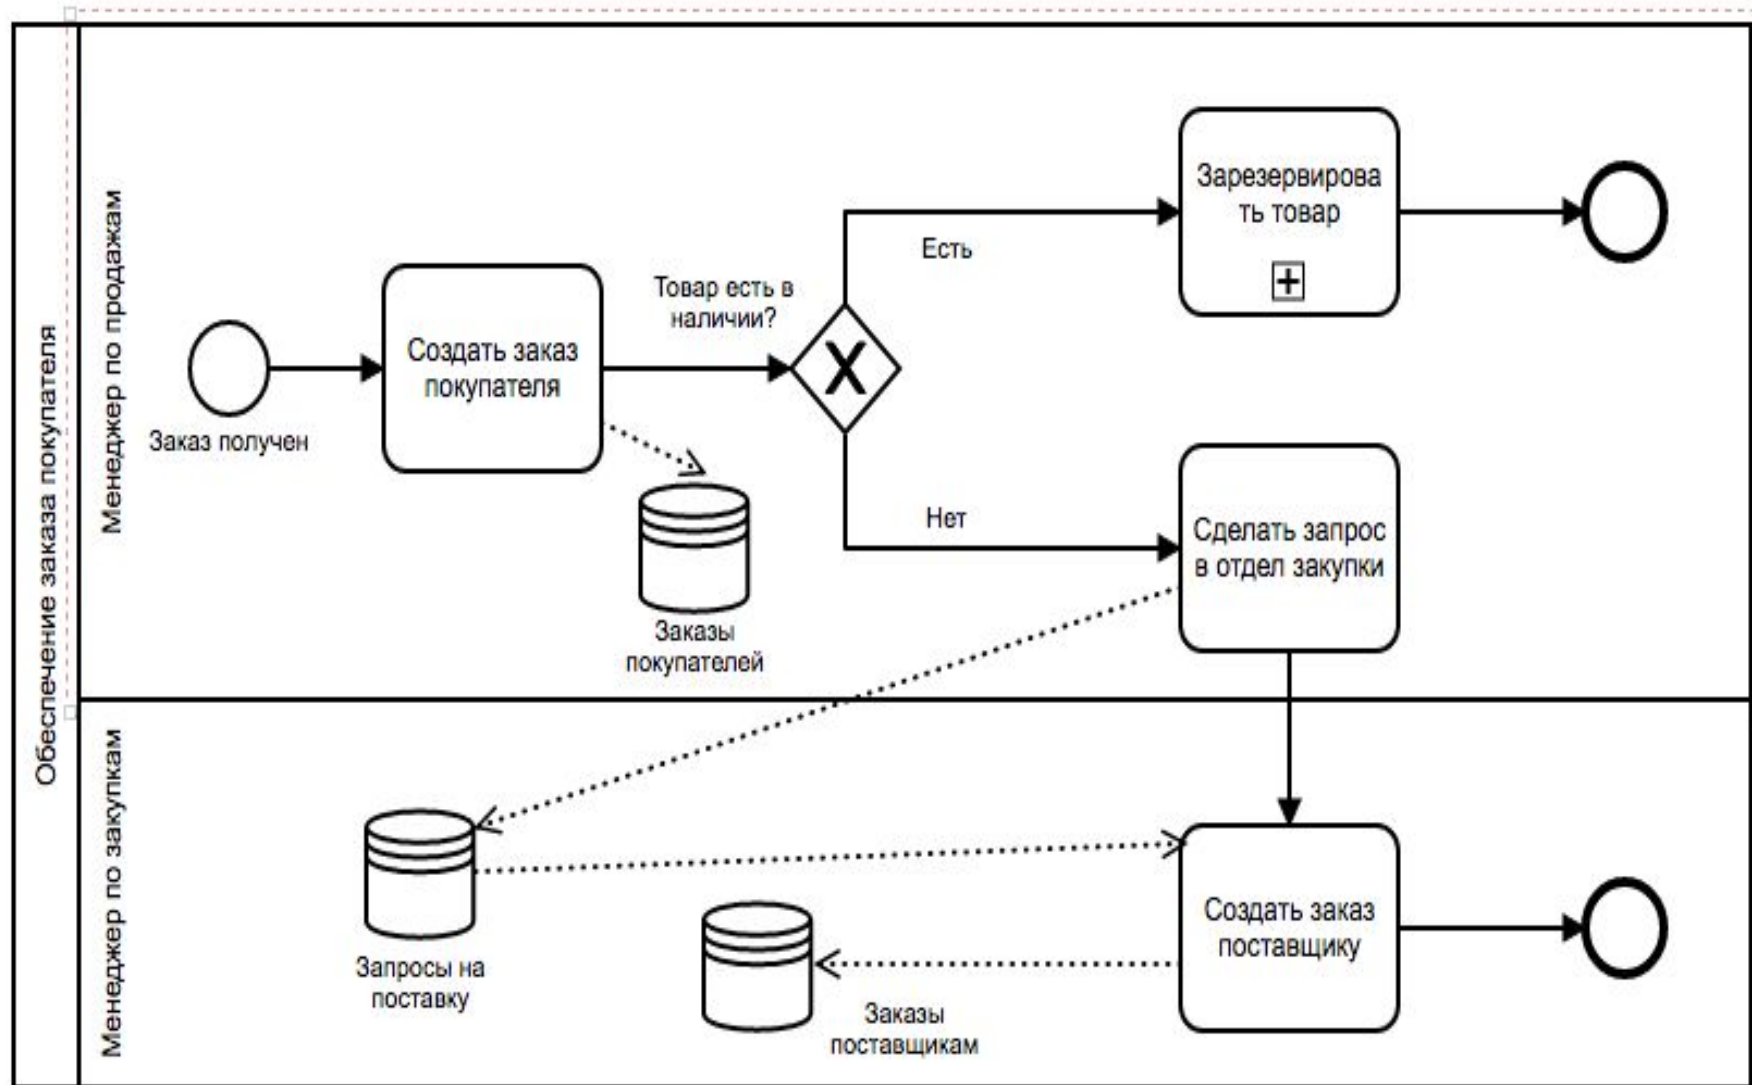 Обеспечение заказа покупателя
Менеджер по продажам
Заказ получен
Создать заказ
покупателя
Товар есть в
наличии?
X
Есть
Зарезервирова
ть товар
Нет
Сделать запрос
в отдел закупки
Заказы
покупателей
Менеджер по закупкам
Запросы на
поставку
Заказы
поставщикам
Создать заказ
поставщику